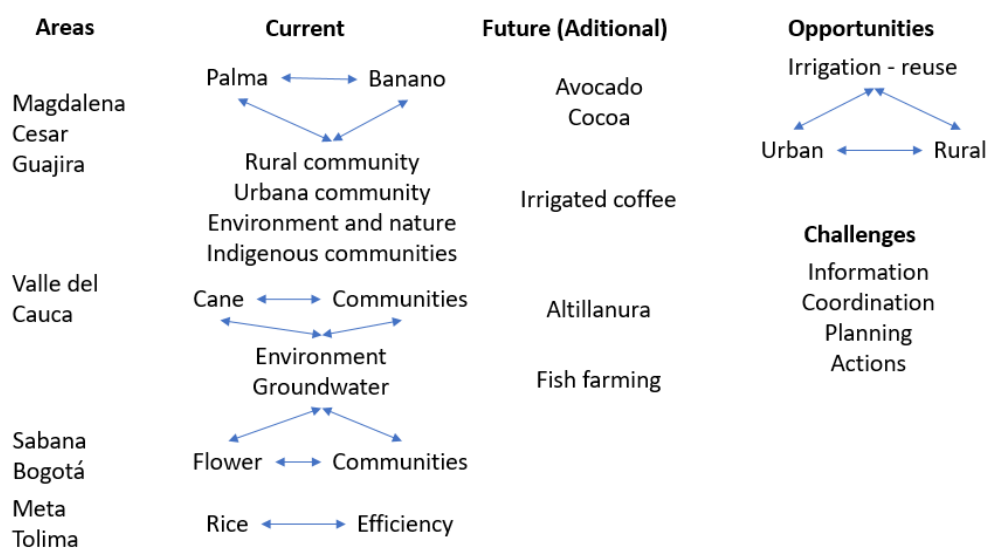 Areas
Current
Future (Aditional)
Opportunities
Magdalena
Cesar
Guajira
Palma
Banano
Rural community
Urbana community
Environment and nature
Indigenous communities
Valle del
Cauca
Cane
Communities
Environment
Groundwater
Sabana
Bogotá
Flower
Communities
Meta
Tolima
Rice
Efficiency
Avocado
Cocoa
Irrigated coffee
Altillanura
Fish farming
Irrigation - reuse
Urban
Rural
Challenges
Information
Coordination
Planning
Actions